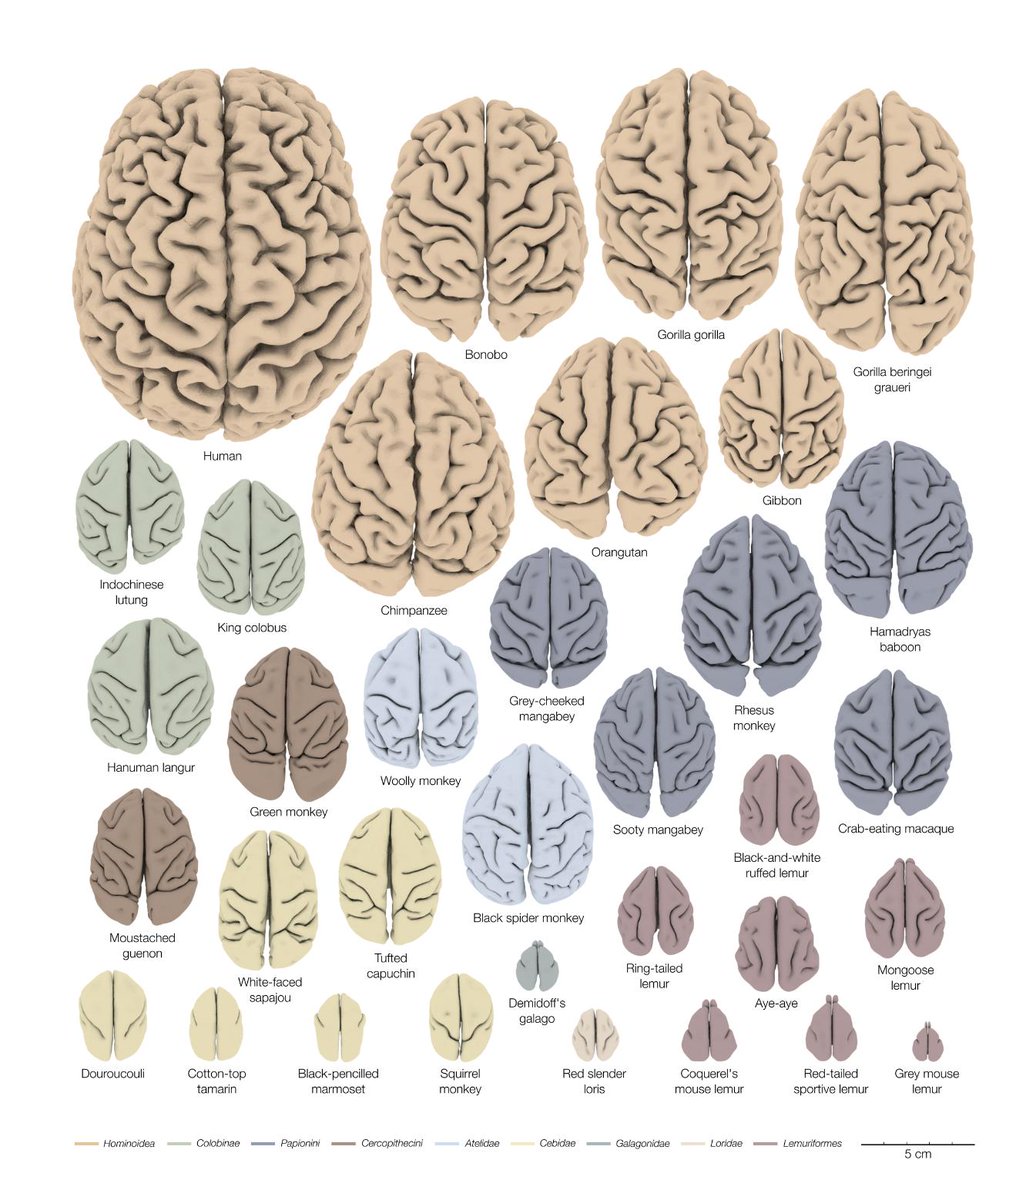 Human
Bonobo
Gorilla gorilla
Gorilla beringei
graueri
Chimpanzee
Orangutan
Gibbon
Indochinese
lutung
King colobus
Grey-cheeked
mangabey
Rhesus
monkey
Hamadryas
baboon
Hanuman langur
Green monkey
Woolly monkey
Black spider monkey
Sooty mangabey
Black-and-white
ruffed lemur
Crab-eating macaque
Moustached
guenon
White-faced
sapajou
Tufted
capuchin
Demidoff's
galago
Ring-tailed
lemur
Aye-aye
Mongoose
lemur
Douroucouli
Cotton-top
tamarin
Black-pencilled
marmoset
Squirrel
monkey
Red slender
loris
Coquerel's
mouse lemur
Red-tailed
sportive lemur
Grey mouse
lemur
Hominoidea Colobinae Papionini Cercopithecini Atelidae Cebidae Galagonidae Loridae Lemuriformes
5 cm